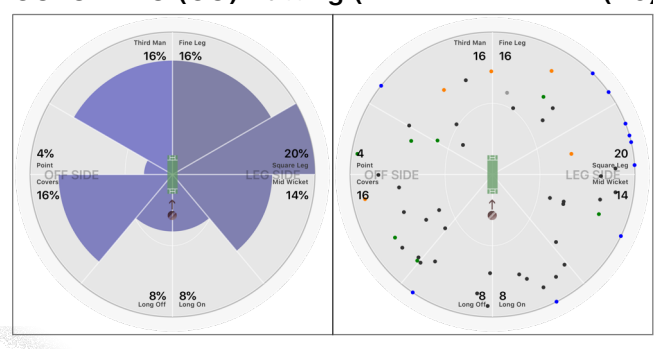 Third Man Fine Leg
16% 16%
4%
Point
OFF SIDE
Covers
16%
20%
Square Leg
LEG SIDE
Mid Wicket
14%
8% 8%
Long Off Long On
Third Man Fine Leg
16 16
4
Point
OFF SIDE
Covers
16
20
Square Leg
LEG SIDE
Mid Wicket
14
8 8
Long Off Long On